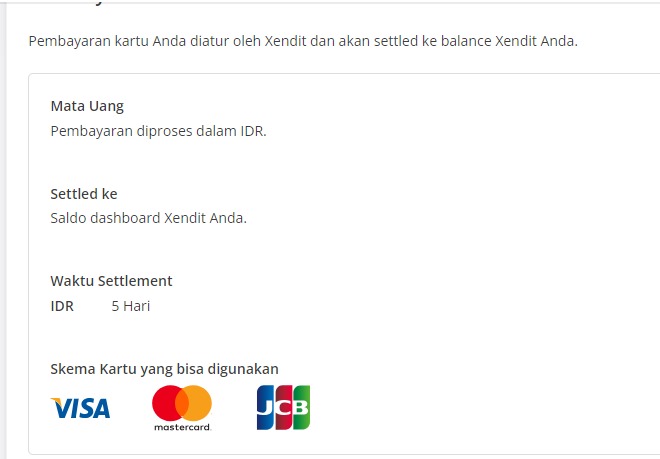 Pembayaran kartu Anda diatur oleh Xendit dan akan settled ke balance Xendit Anda.
Mata Uang
Pembayaran diproses dalam IDR.
Settled ke
Saldo dashboard Xendit Anda.
Waktu Settlement
IDR 5 Hari
Skema Kartu yang bisa digunakan
VISA mastercard. JCB